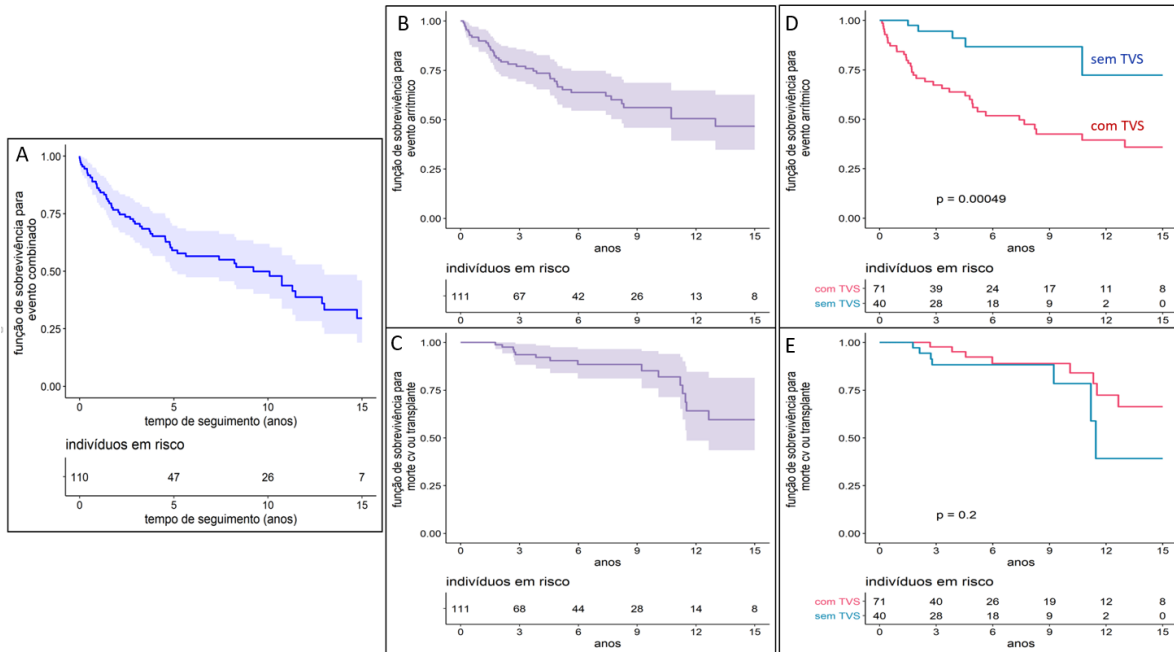 A
função de sobrevivência para
evento combinado
1.00
0.75
0.50
0.25
0.00
0 5 10 15
tempo de seguimento (anos)
indivíduos em risco
110 47 26 7
0 5 10 15
tempo de seguimento (anos)
B
função de sobrevivência para
evento arrítmico
1.00
0.75
0.50
0.25
0.00
0 3 6 9 12 15
anos
indivíduos em risco
111 67 42 26 13 8
0 3 6 9 12 15
C
função de sobrevivência para
morte cv ou transplante
1.00
0.75
0.50
0.25
0.00
0 3 6 9 12 15
anos
indivíduos em risco
111 68 44 28 14 8
0 3 6 9 12 15
anos
D
função de sobrevivência para
evento arrítmico
1.00
0.75
0.50
0.25
0.00
sem TVS
com TVS
p = 0.00049
0 3 6 9 12 15
anos
indivíduos em risco
com TVS 71 39 24 17 11 8
sem TVS 40 28 18 9 2 0
0 3 6 9 12 15
E
função de sobrevivência para
morte cv ou transplante
1.00
0.75
0.50
0.25
0.00
p = 0.2
0 3 6 9 12 15
anos
indivíduos em risco
com TVS 71 40 26 19 12 8
sem TVS 40 28 18 9 2 0
0 3 6 9 12 15
anos